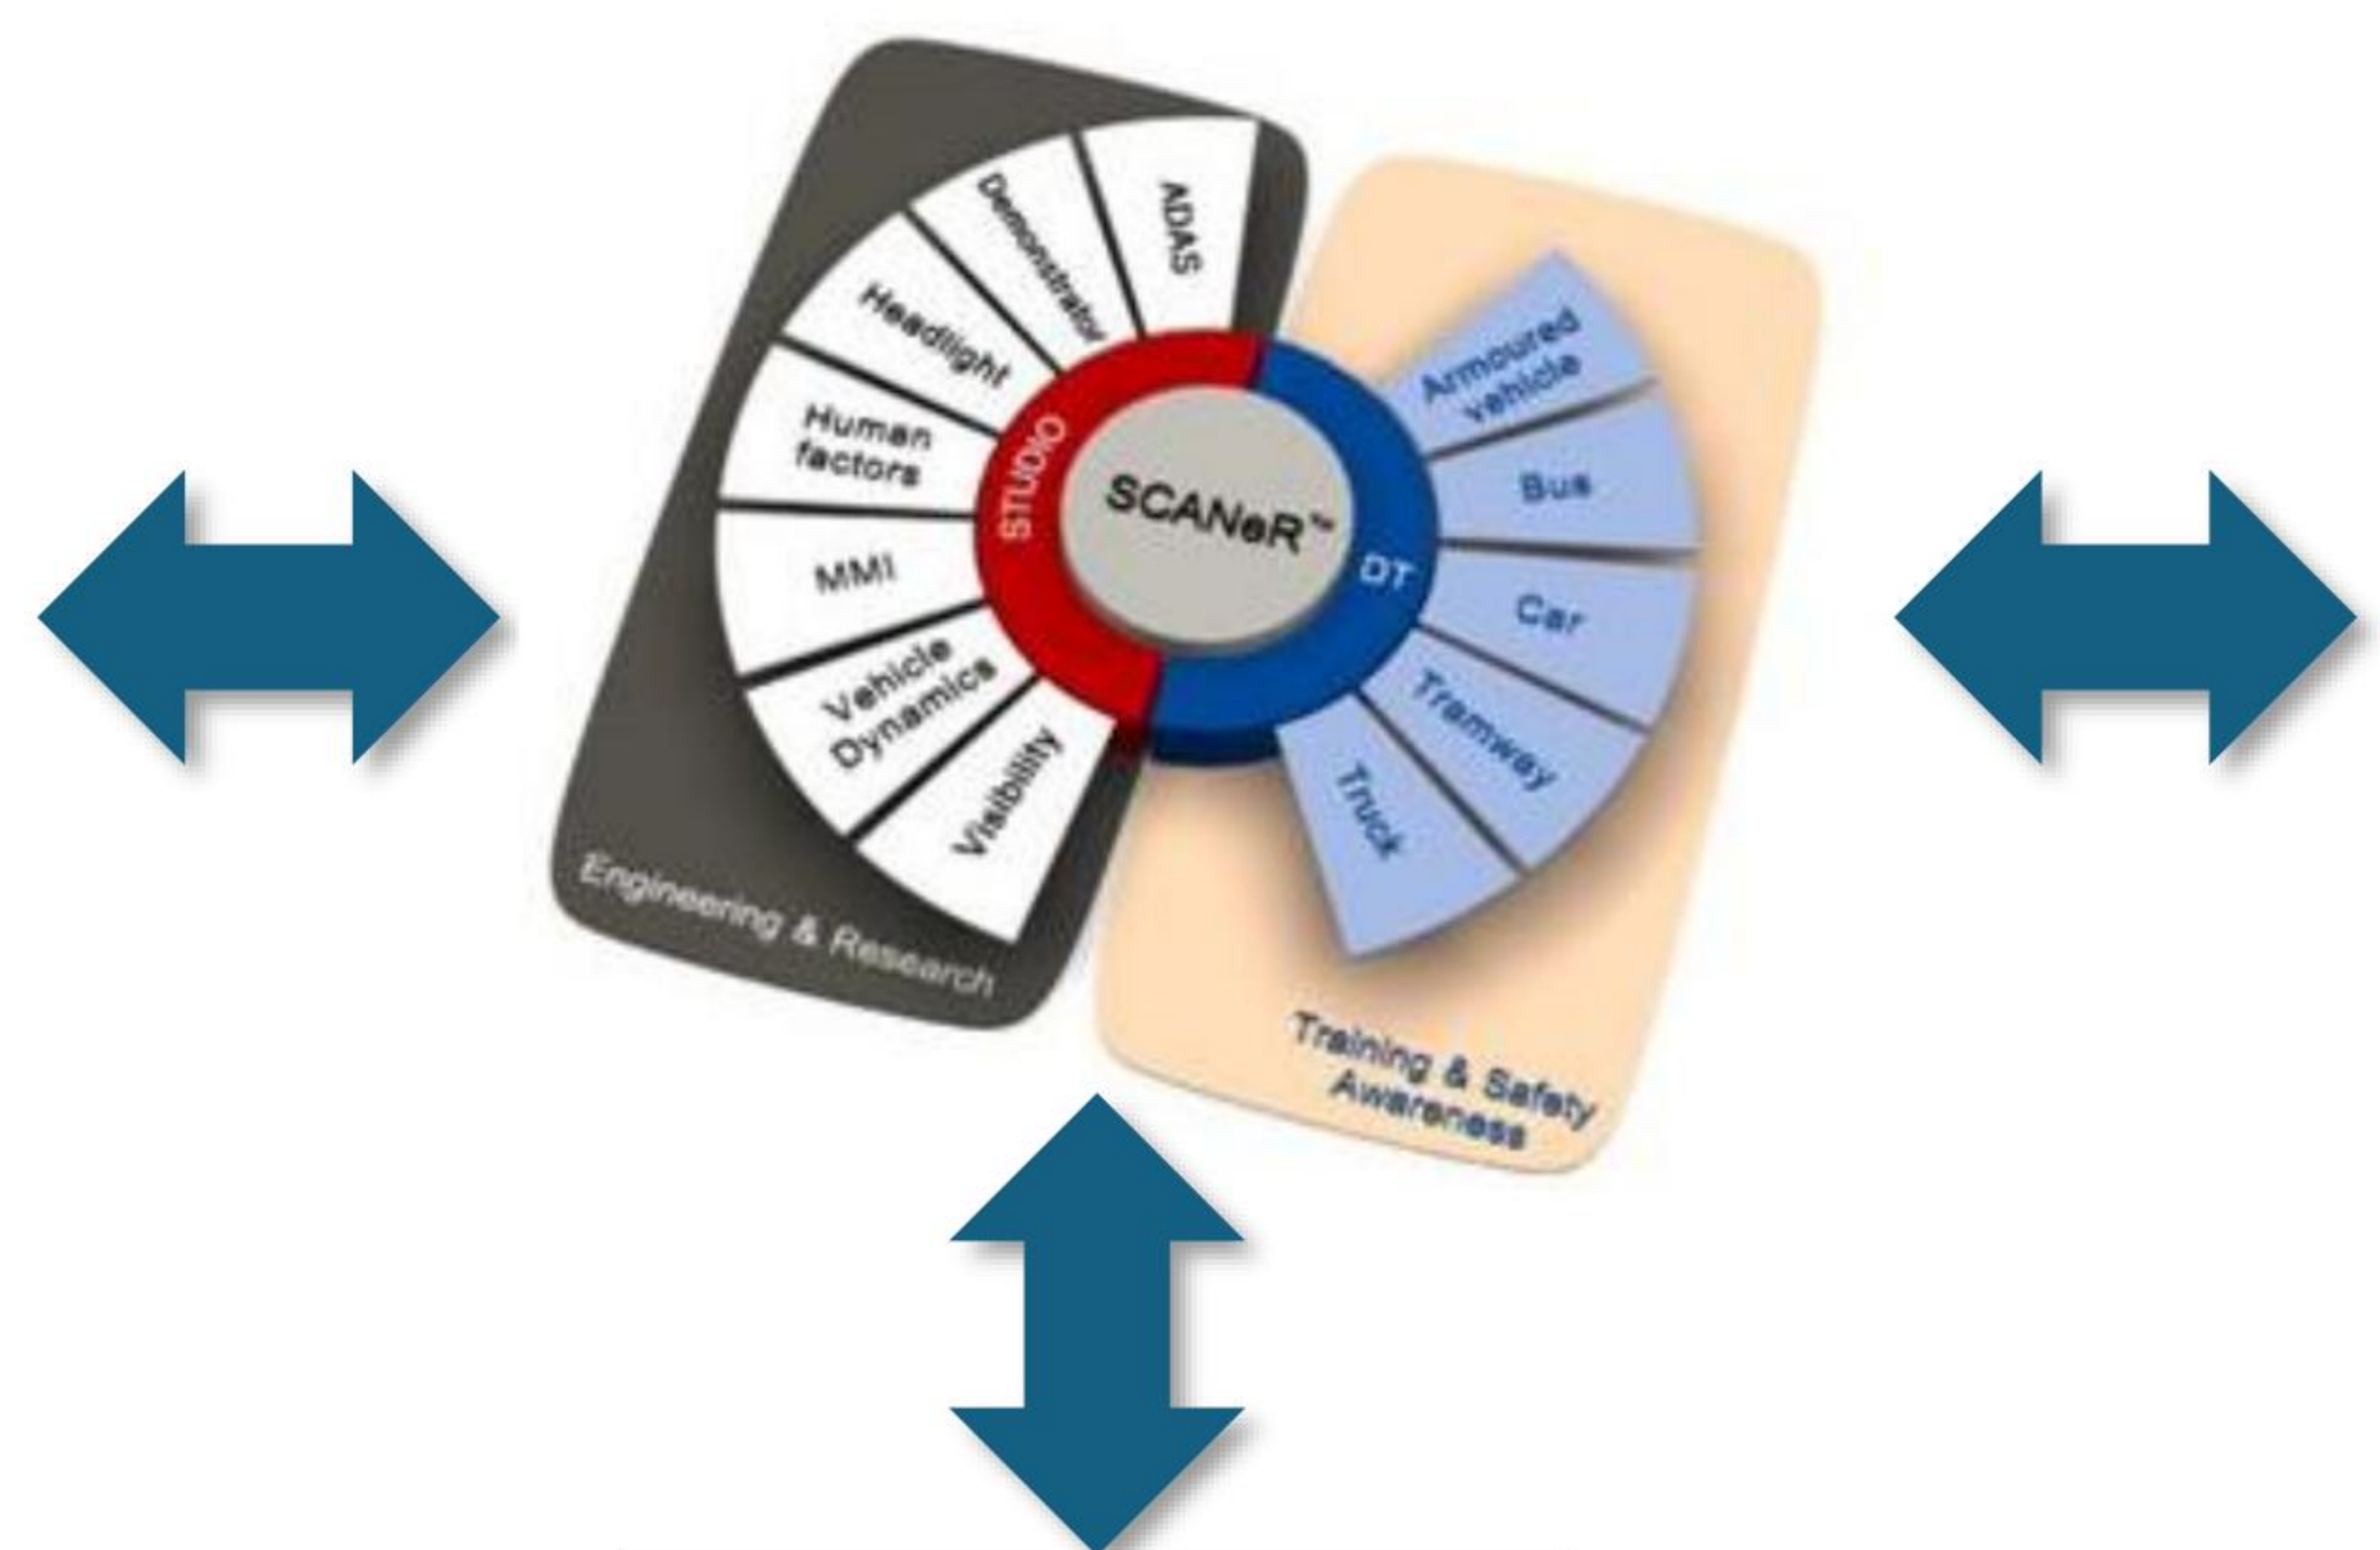 ADAS
Demonstrator
Headlight
Human
factors
MMI
Vehicle
Dynamics
Visibility
STUDIO
SCANeR™
DT
Armoured
vehicle
Bus
Car
Tramway
Truck
Engineering & Research
Training & Safety
Awareness